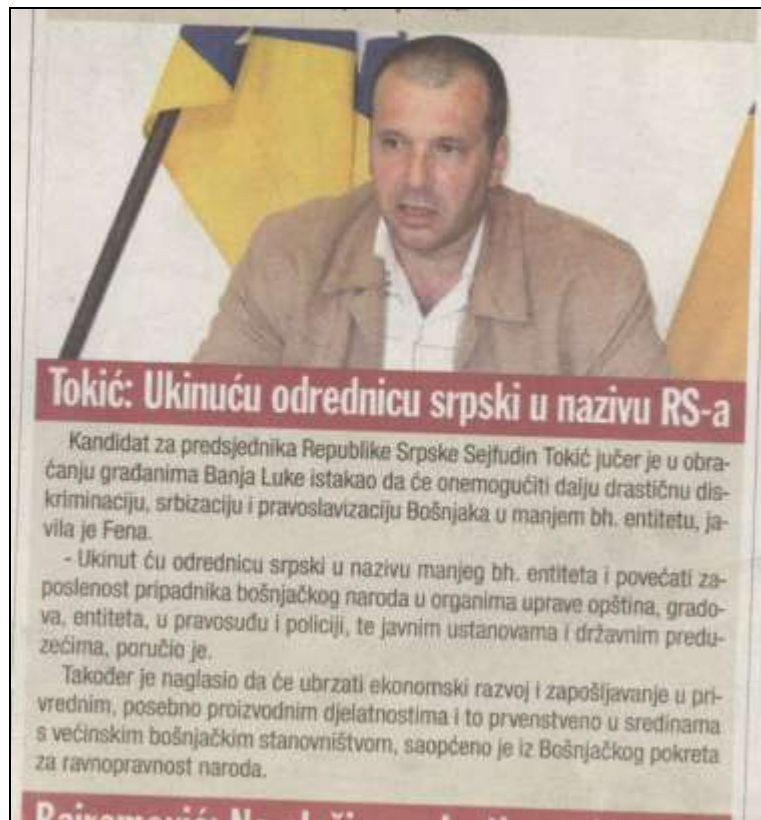 Tokić: Ukinuću odrednicu srpski u nazivu RS-a
Kandidat za predsjednika Republike Srpske Sejfudin Tokić jučer je u obra-
ćanju građanima Banja Luke istakao da će onemogućiti dalju drastičnu dis-
kriminaciju, srbizaciju i pravoslavizaciju Bošnjaka u manjem bh. entitetu, ja-
vila je Fena.
- Ukinut ću odrednicu srpski u nazivu manjeg bh. entiteta i povećati za-
poslenost pripadnika bošnjačkog naroda u organima uprave opština, grado-
va, entiteta, u pravosuđu i policiji, te javnim ustanovama i državnim predu-
zećima, poručio je.
Također je naglasio da će ubrzati ekonomski razvoj i zapošljavanje u pri-
vrednim, posebno proizvodnim djelatnostima i to prvenstveno u sredinama
s većinskim bošnjačkim stanovništvom, saopćeno je iz Bošnjačkog pokreta
za ravnopravnost naroda.